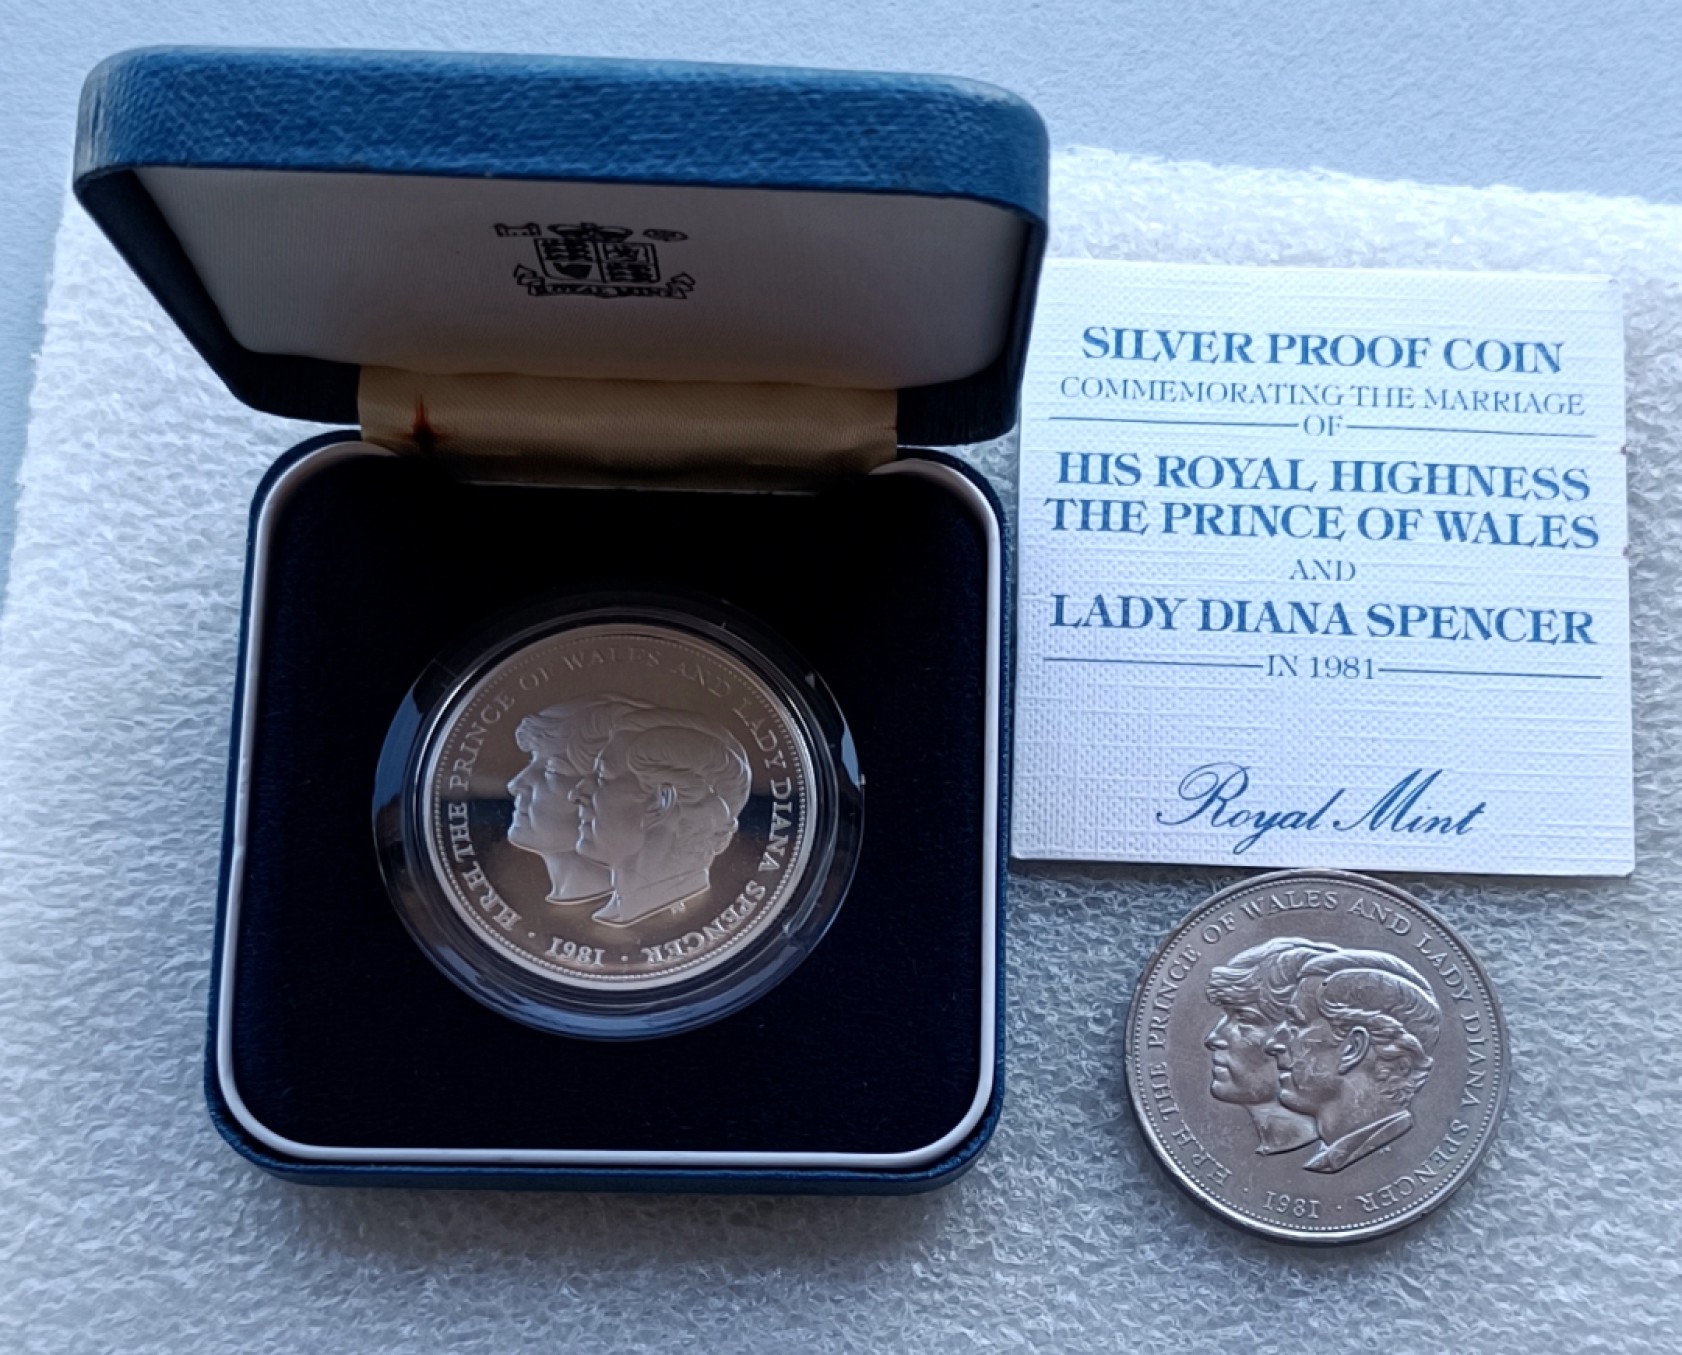 SILVER PROOF COIN
COMMEMORATING THE MARRIAGE
OF
HIS ROYAL HIGHNESS
THE PRINCE OF WALES
AND
LADY DIANA SPENCER
IN 1981
Royal Mint
H.R.H. THE PRINCE OF WALES AND LADY DIANA SPENCER · 1981 ·
H.R.H. THE PRINCE OF WALES AND LADY DIANA SPENCER · 1981 ·